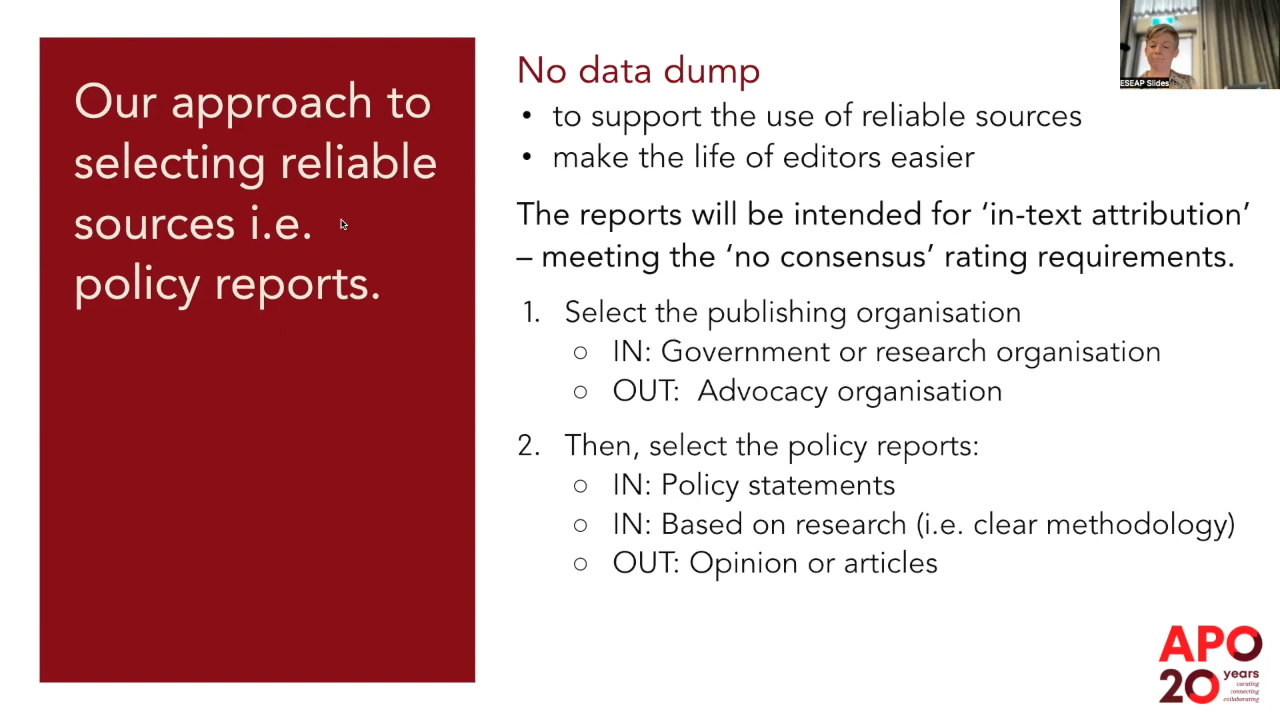 Our approach to
selecting reliable
sources i.e.
policy reports.
No data dump
• to support the use of reliable sources
• make the life of editors easier
The reports will be intended for ‘in-text attribution’
– meeting the ‘no consensus’ rating requirements.
1. Select the publishing organisation
○ IN: Government or research organisation
○ OUT: Advocacy organisation
2. Then, select the policy reports:
○ IN: Policy statements
○ IN: Based on research (i.e. clear methodology)
○ OUT: Opinion or articles
ESEAP Slides
APO
20 years
curating
connecting
collaborating